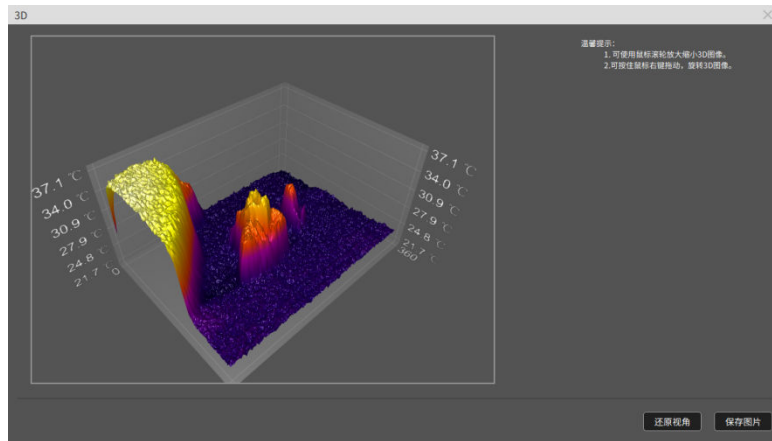 3D
温馨提示:
1.可使用鼠标滚轮放大缩小3D图像。
2.可按住鼠标右键拖动，旋转3D图像。
37.1 ℃
34.0 ℃
30.9 ℃
27.9 ℃
24.8 ℃
21.7 ℃
0
37.1 ℃
34.0 ℃
30.9 ℃
27.9 ℃
24.8 ℃
21.7 ℃
360
还原视角
保存图片